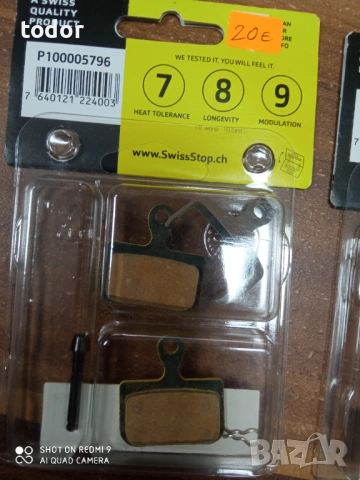 todor
A SWISS
QUALITY
PRODUCT
20€
P100005796
7 640121 224003
WE TESTED IT. YOU WILL FEEL IT.
7 8 9
HEAT TOLERANCE LONGEVITY MODULATION
www.SwissStop.ch
SHOT ON REDMI 9
AI QUAD CAMERA
BAZAR
bg